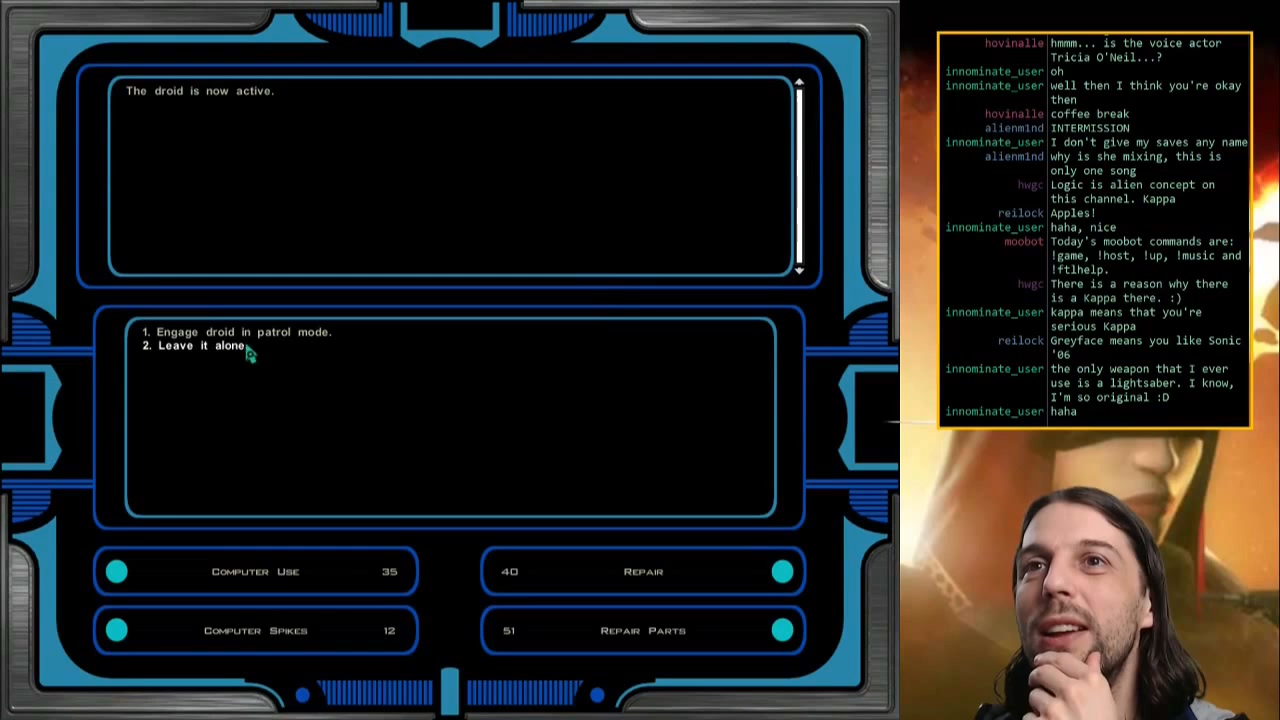 The droid is now active.
1. Engage droid in patrol mode.
2. Leave it alone.
COMPUTER USE 35
40 REPAIR
COMPUTER SPIKES 12
51 REPAIR PARTS
hovinalle hmmm... is the voice actor
Tricia O'Neil...?
innominate_user oh
innominate_user well then I think you're okay
then
hovinalle coffee break
alienm1nd INTERMISSION
innominate_user I don't give my saves any name
alienm1nd why is she mixing, this is
only one song
hwgc Logic is alien concept on
this channel. Kappa
reilock Apples!
innominate_user haha, nice
moobot Today's moobot commands are:
!game, !host, !up, !music and
!ftlhelp.
hwgc There is a reason why there
is a Kappa there. :)
innominate_user kappa means that you're
serious Kappa
reilock Greyface means you like Sonic
'06
innominate_user the only weapon that I ever
use is a lightsaber. I know,
I'm so original :D
innominate_user haha